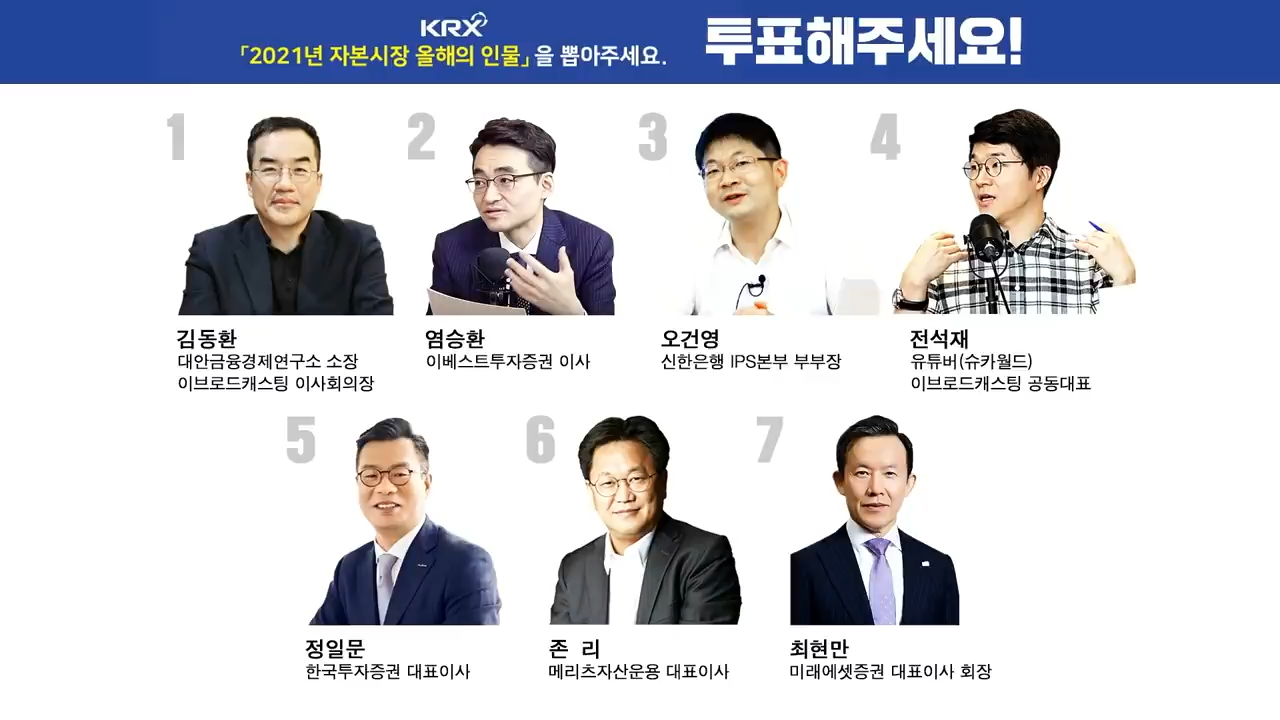 KRX
「2021년 자본시장 올해의 인물」을 뽑아주세요.
투표해주세요!
1
2
3
4
김동환
대안금융경제연구소 소장
이브로드캐스팅 이사회의장
염승환
이베스트투자증권 이사
오건영
신한은행 IPS본부 부부장
전석재
유튜버(슈카월드)
이브로드캐스팅 공동대표
5
6
7
정일문
한국투자증권 대표이사
존 리
메리츠자산운용 대표이사
최현만
미래에셋증권 대표이사 회장